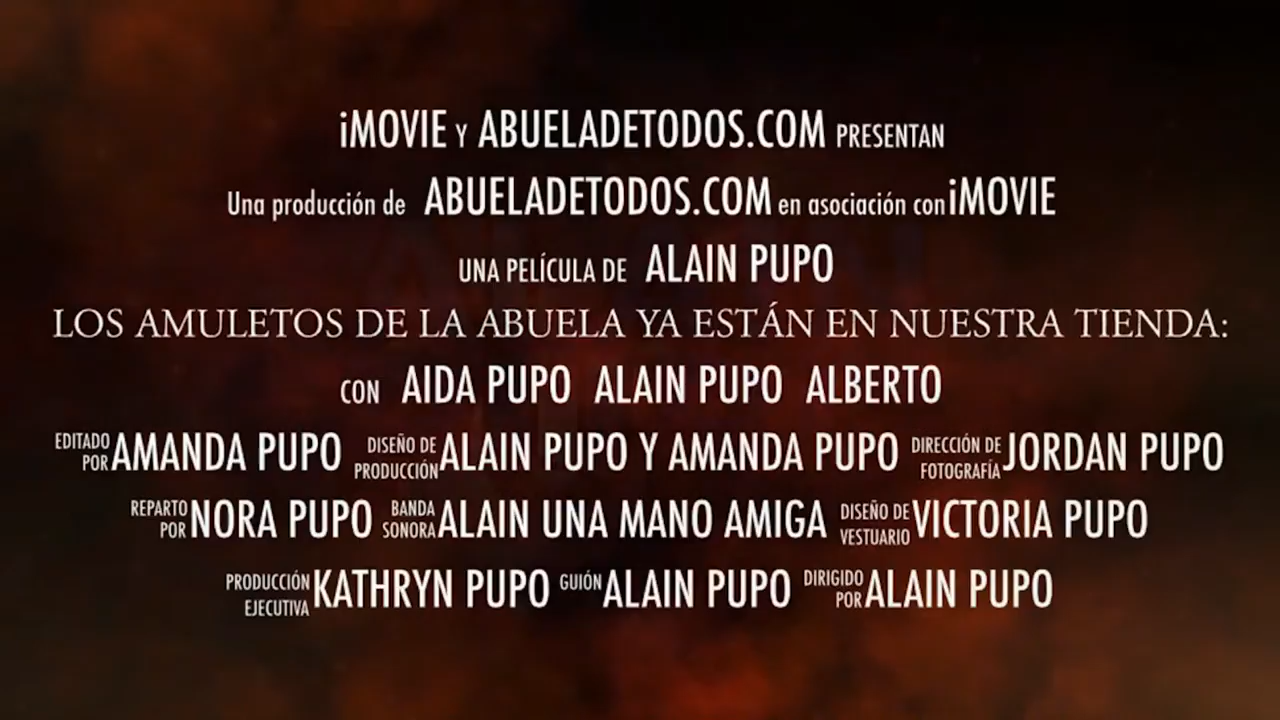 iMOVIE Y ABUELADETODOS.COM PRESENTAN
Una producción de ABUELADETODOS.COM en asociación con iMOVIE
UNA PELÍCULA DE ALAIN PUPO
LOS AMULETOS DE LA ABUELA YA ESTÁN EN NUESTRA TIENDA:
CON AIDA PUPO ALAIN PUPO ALBERTO
EDITADO POR AMANDA PUPO DISEÑO DE PRODUCCIÓN ALAIN PUPO Y AMANDA PUPO DIRECCIÓN DE FOTOGRAFÍA JORDAN PUPO
REPARTO POR NORA PUPO BANDA SONORA ALAIN UNA MANO AMIGA DISEÑO DE VESTUARIO VICTORIA PUPO
PRODUCCIÓN EJECUTIVA KATHRYN PUPO GUIÓN ALAIN PUPO DIRIGIDO POR ALAIN PUPO